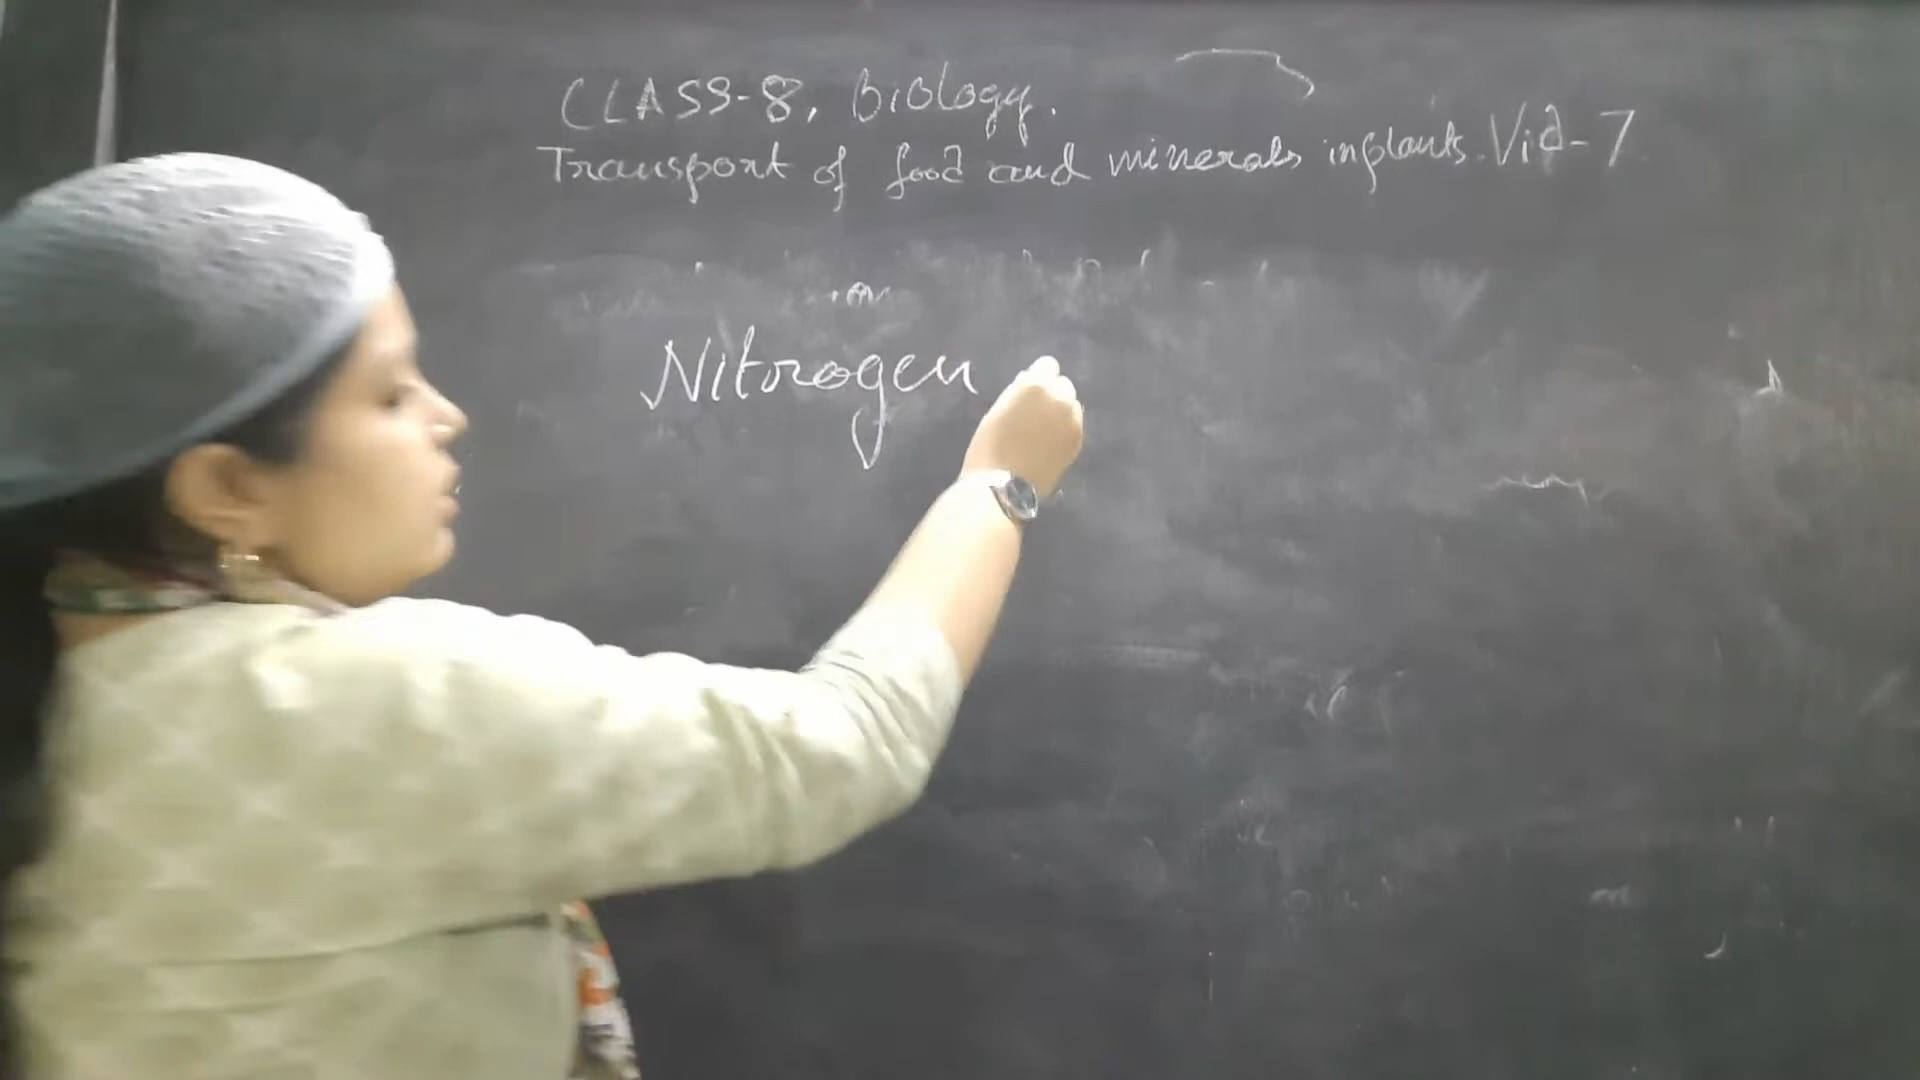 CLASS-8, Biology.
Transport of food and minerals in plants. Vid-7
Nitrogen